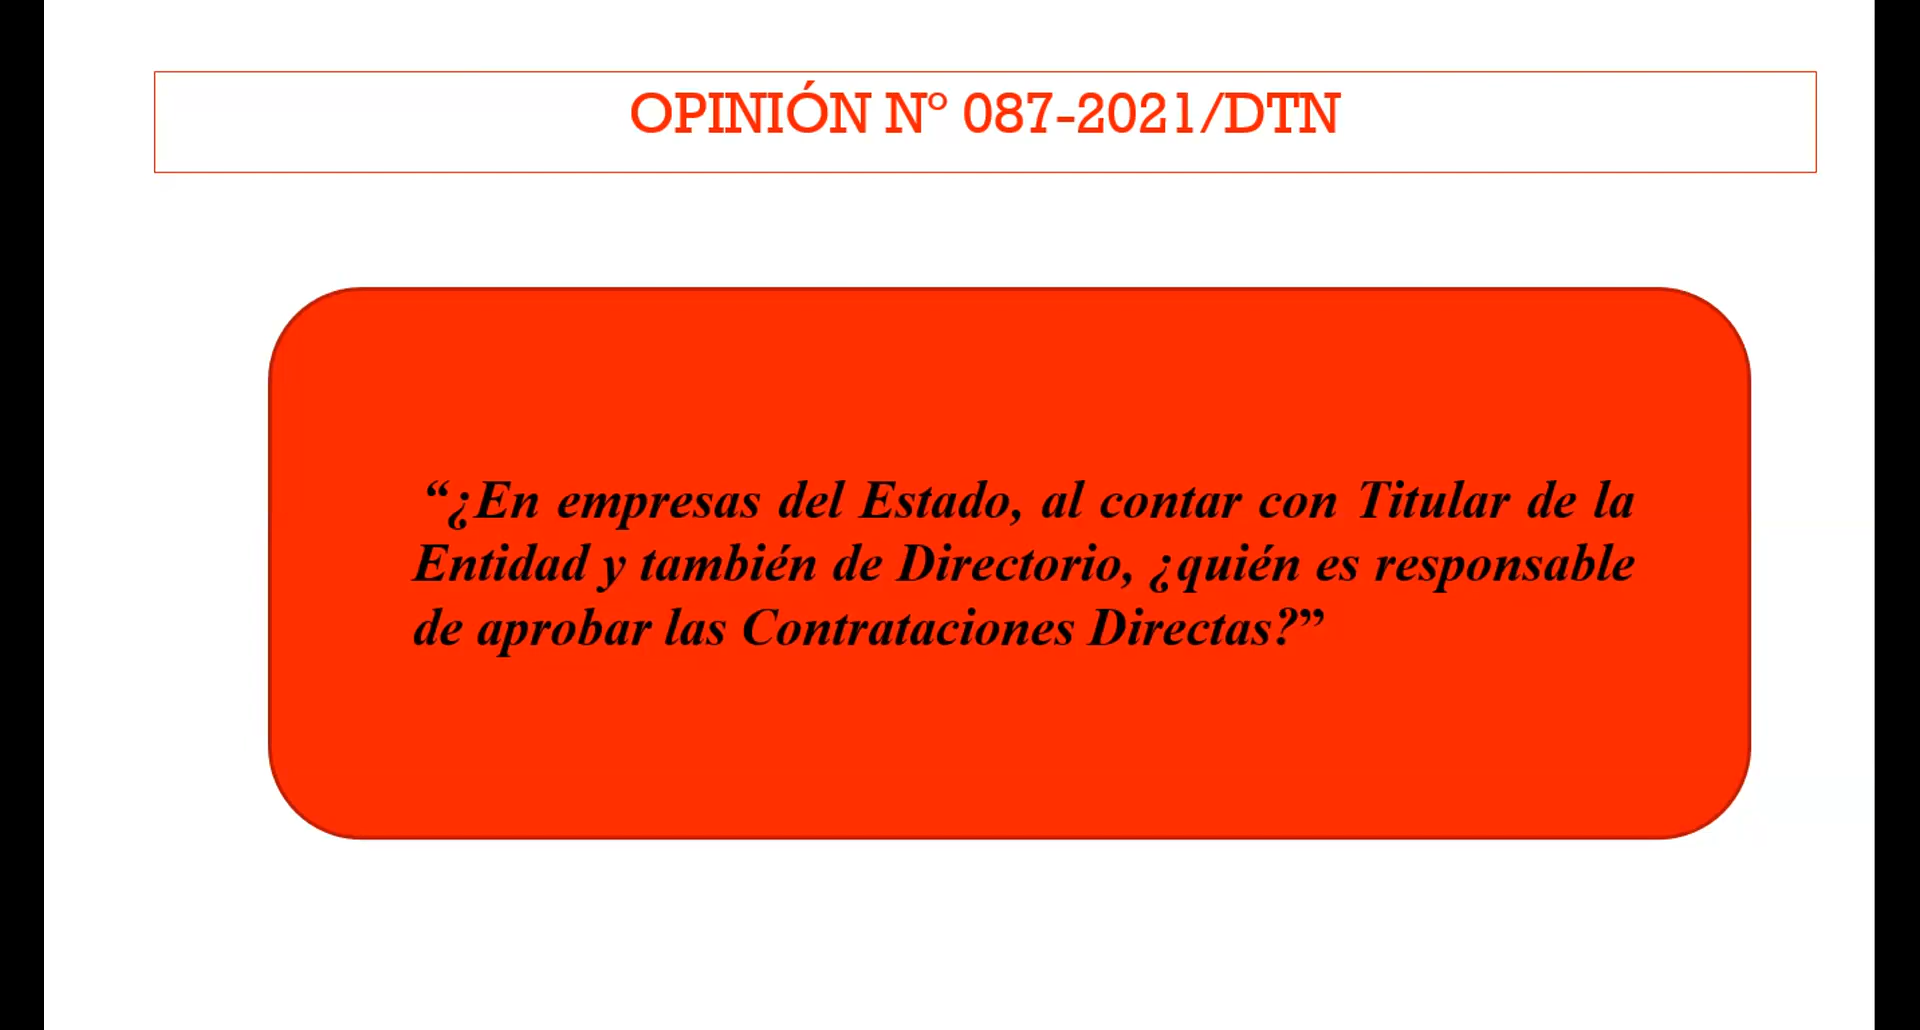 OPINIÓN Nº 087-2021/DTN
“¿En empresas del Estado, al contar con Titular de la
Entidad y también de Directorio, ¿quién es responsable
de aprobar las Contrataciones Directas?”